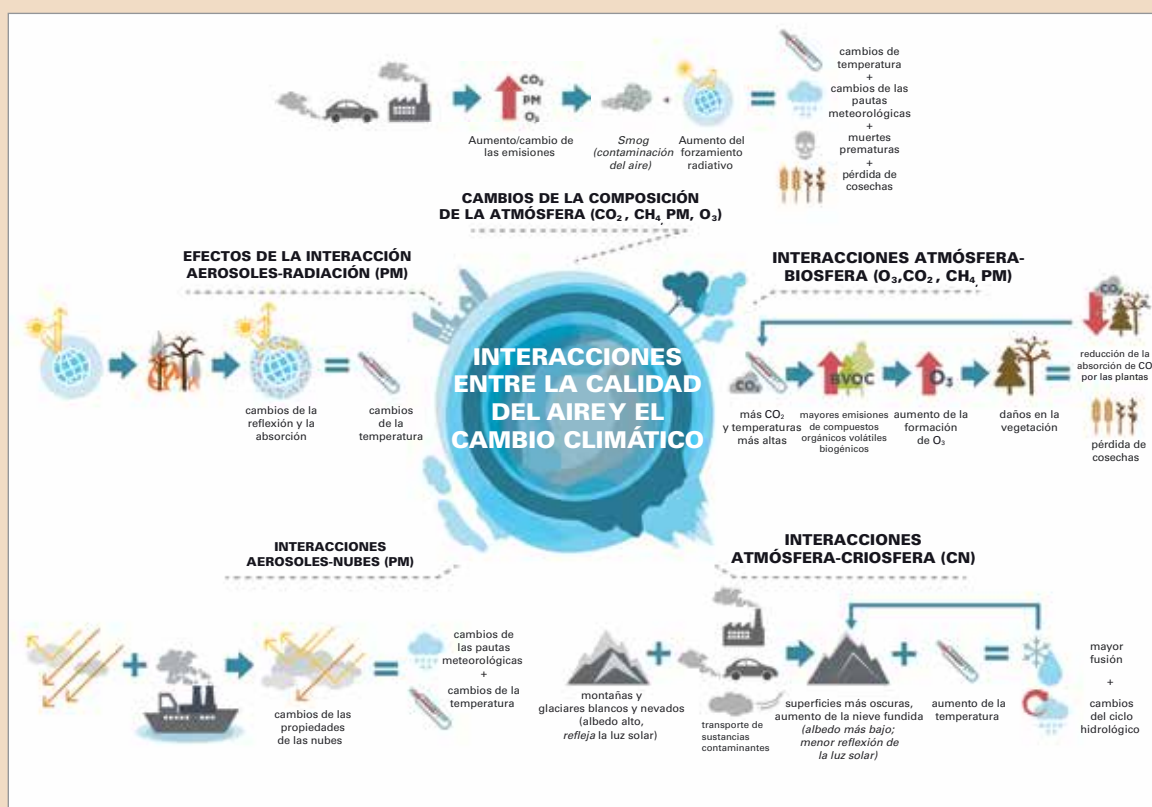 CO₂
PM
O₃
Aumento/cambio de
las emisiones
Smog
(contaminación
del aire)
+
Aumento del
forzamiento
radiativo
=
cambios de
temperatura
+
cambios de las
pautas
meteorológicas
+
muertes
prematuras
+
pérdida de
cosechas
CAMBIOS DE LA COMPOSICIÓN
DE LA ATMÓSFERA (CO₂, CH₄, PM, O₃)
EFECTOS DE LA INTERACCIÓN
AEROSOLES-RADIACIÓN (PM)
cambios de la
reflexión y la
absorción
=
cambios
de la
temperatura
INTERACCIONES
ENTRE LA CALIDAD
DEL AIRE Y EL
CAMBIO CLIMÁTICO
INTERACCIONES ATMÓSFERA-
BIOSFERA (O₃,CO₂, CH₄, PM)
CO₂
más CO₂
y temperaturas
más altas
BVOC
mayores emisiones
de compuestos
orgánicos volátiles
biogénicos
O₃
aumento de la
formación
de O₃
daños en la
vegetación
=
CO₂
reducción de la
absorción de CO
por las plantas
pérdida de
cosechas
INTERACCIONES
AEROSOLES-NUBES (PM)
+
cambios de las
propiedades
de las nubes
=
cambios de
las pautas
meteorológicas
+
cambios de la
temperatura
INTERACCIONES
ATMÓSFERA-CRIOSFERA (CN)
montañas y
glaciares blancos y nevados
(albedo alto,
refleja la luz solar)
+
transporte de
sustancias
contaminantes
superficies más oscuras,
aumento de la nieve fundida
(albedo más bajo;
menor reflexión de
la luz solar)
+
aumento de la
temperatura
=
mayor
fusión
+
cambios
del ciclo
hidrológico